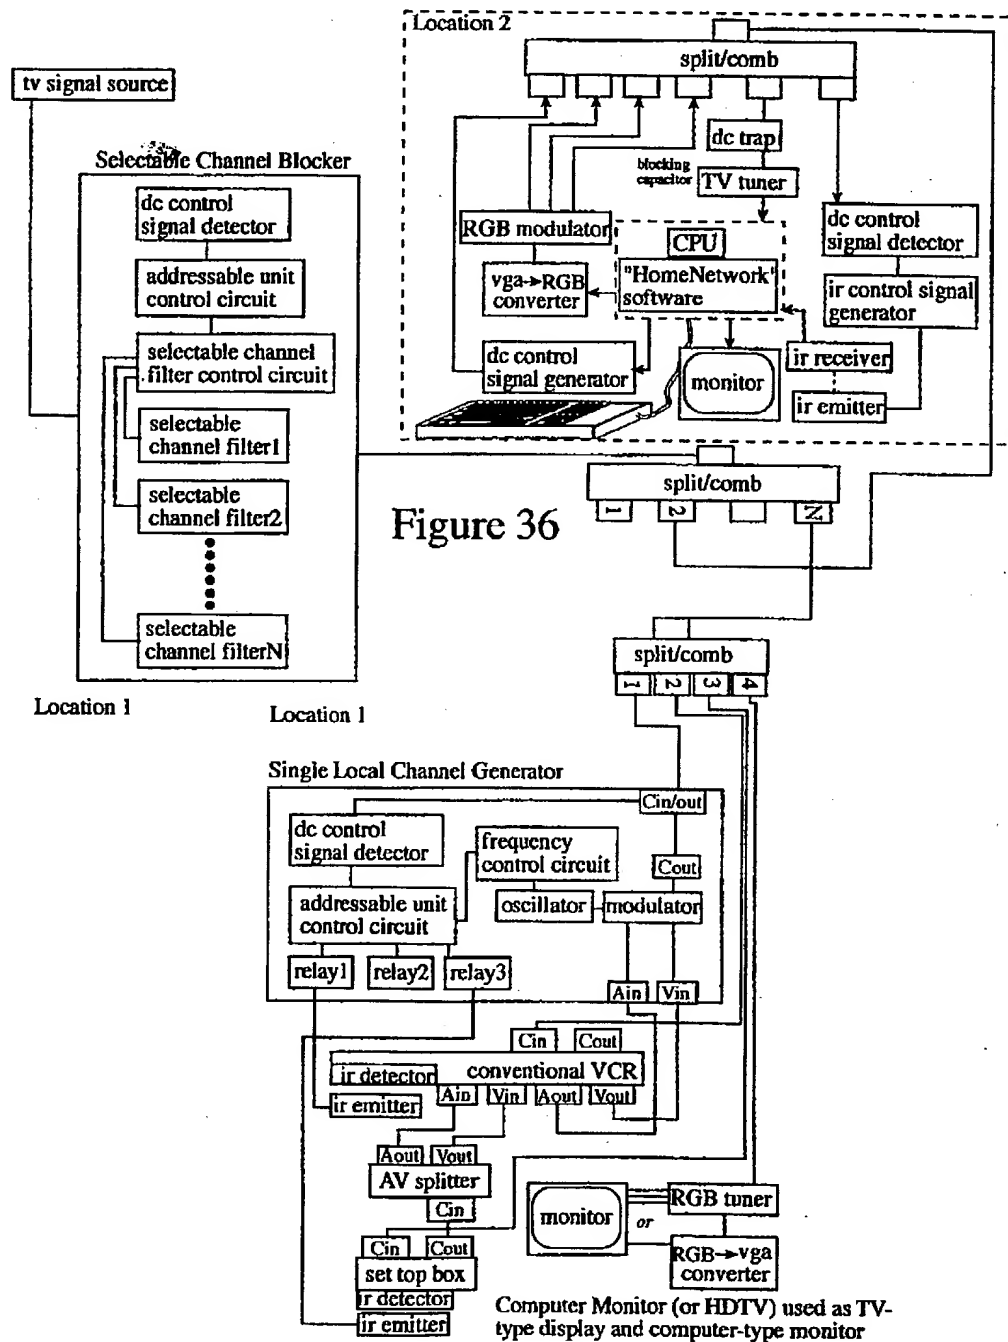 Location 2
split/comb
tv signal source
dc trap
blocking
capacitor
TV tuner
Selectable Channel Blocker
dc control
signal detector
RGB modulator
CPU
dc control
signal detector
addressable unit
control circuit
vga→RGB
converter
"HomeNetwork"
software
ir control signal
generator
selectable channel
filter control circuit
dc control
signal generator
monitor
ir receiver
ir emitter
selectable
channel filter1
split/comb
1
2
N
selectable
channel filter2
Figure 36
selectable
channel filterN
split/comb
1
2
3
4
Location 1
Location 1
Single Local Channel Generator
Cin/out
dc control
signal detector
frequency
control circuit
Cout
addressable unit
control circuit
oscillator
modulator
relay1
relay2
relay3
Ain
Vin
Cin
Cout
conventional VCR
ir detector
ir emitter
Ain
Vin
Aout
Vout
Aout
Vout
AV splitter
Cin
monitor
or
RGB tuner
Cin
Cout
set top box
ir detector
ir emitter
RGB→vga
converter
Computer Monitor (or HDTV) used as TV-
type display and computer-type monitor